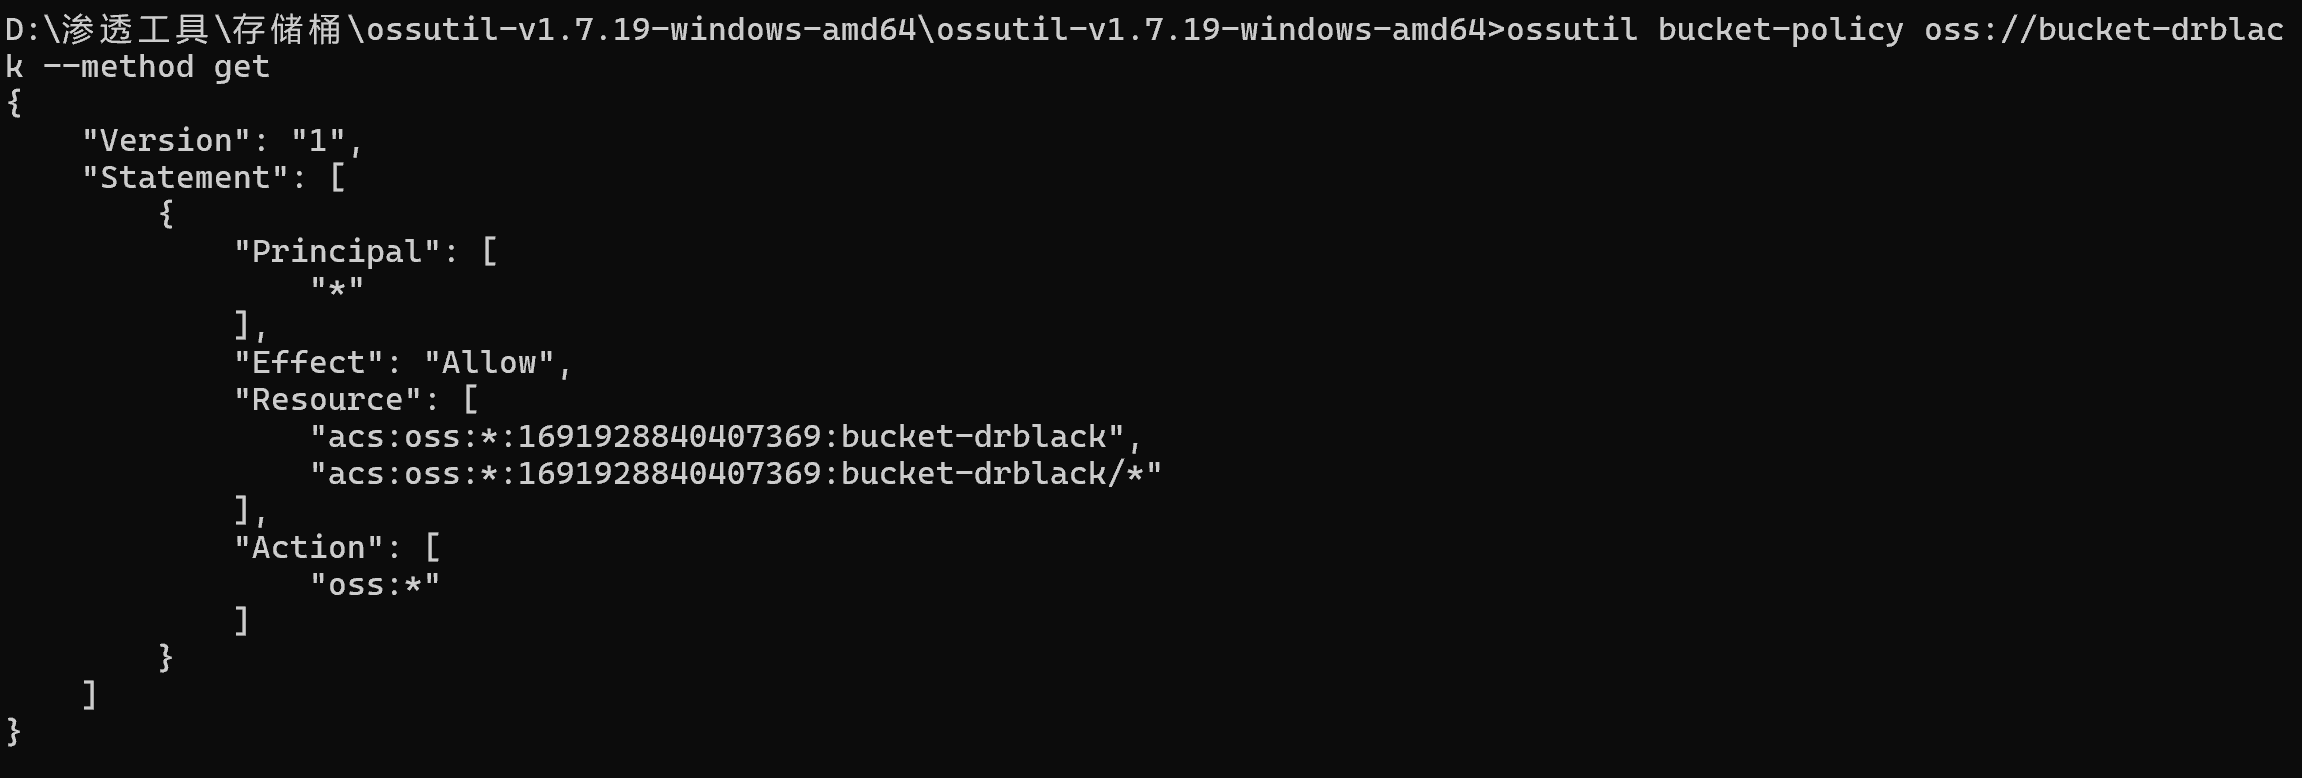 D:\渗透工具\存储桶\ossutil-v1.7.19-windows-amd64\ossutil-v1.7.19-windows-amd64>ossutil bucket-policy oss://bucket-drblac
k --method get
{
    "Version": "1",
    "Statement": [
        {
            "Principal": [
                "*"
            ],
            "Effect": "Allow",
            "Resource": [
                "acs:oss:*:1691928840407369:bucket-drblack",
                "acs:oss:*:1691928840407369:bucket-drblack/*"
            ],
            "Action": [
                "oss:*"
            ]
        }
    ]
}